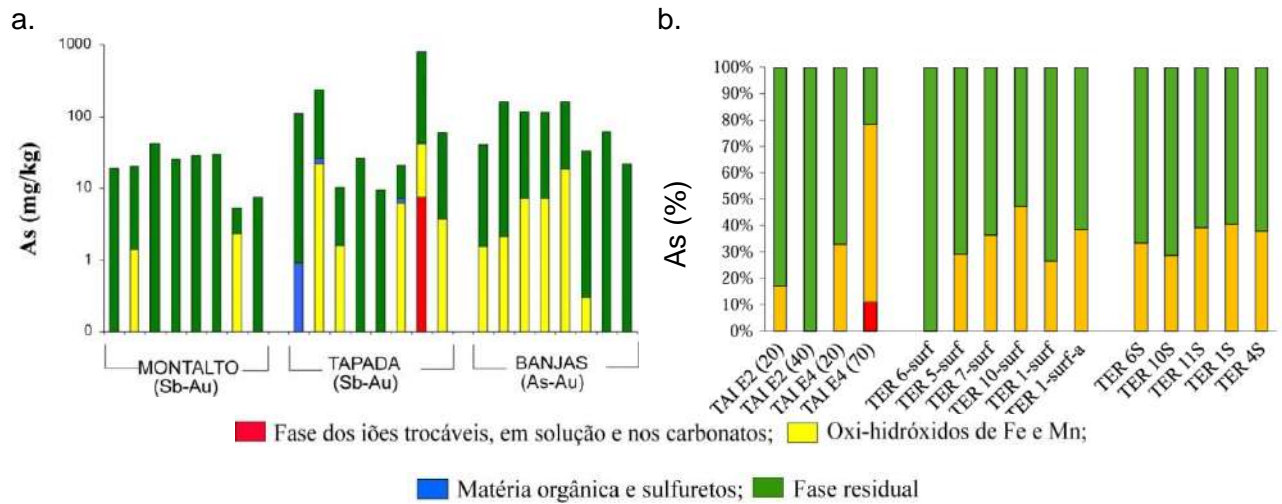 a.
b.
1000
100
10
1
0
As (mg/kg)
MONTALTO
(Sb-Au)
TAPADA
(Sb-Au)
BANJAS
(As-Au)
100%
90%
80%
70%
60%
50%
40%
30%
20%
10%
0%
As (%)
TAI E2 (20)
TAI E2 (40)
TAI E4 (20)
TAI E4 (70)
TER 6-surf
TER 5-surf
TER 7-surf
TER 10-surf
TER 1-surf
TER 1-surf-a
TER 6S
TER 10S
TER 11S
TER 1S
TER 4S
Fase dos iões trocáveis, em solução e nos carbonatos; Oxi-hidróxidos de Fe e Mn;
Matéria orgânica e sulfuretos; Fase residual